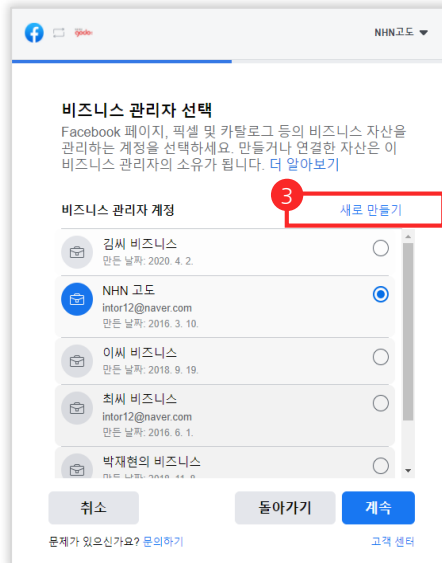 godo:
NHN고도
비즈니스 관리자 선택
Facebook 페이지, 픽셀 및 카탈로그 등의 비즈니스 자산을
관리하는 계정을 선택하세요. 만들거나 연결한 자산은 이
비즈니스 관리자의 소유가 됩니다. 더 알아보기
3
비즈니스 관리자 계정
새로 만들기
김씨 비즈니스
만든 날짜: 2020. 4. 2.
NHN 고도
intor12@naver.com
만든 날짜: 2016. 3. 10.
이씨 비즈니스
만든 날짜: 2018. 9. 19.
최씨 비즈니스
intor12@naver.com
만든 날짜: 2016. 6. 1.
박재현의 비즈니스
취소
돌아가기
계속
문제가 있으신가요? 문의하기
고객 센터